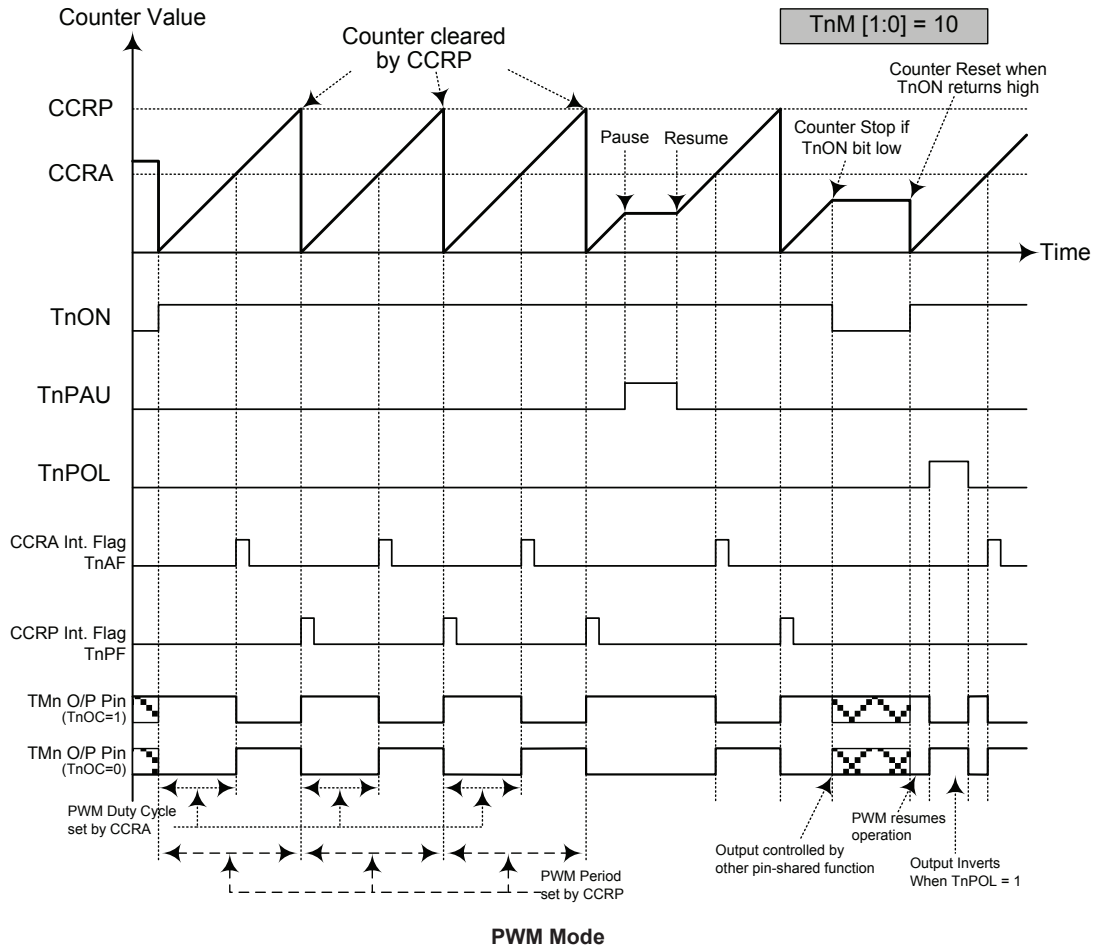 Counter Value
TnM [1:0] = 10
Counter cleared
by CCRP
Counter Reset when
TnON returns high
CCRP
Pause
Resume
Counter Stop if
TnON bit low
CCRA
Time
TnON
TnPAU
TnPOL
CCRA Int. Flag
TnAF
CCRP Int. Flag
TnPF
TMn O/P Pin
(TnOC=1)
TMn O/P Pin
(TnOC=0)
PWM Duty Cycle
set by CCRA
PWM resumes
operation
Output controlled by
other pin-shared function
Output Inverts
When TnPOL = 1
PWM Period
set by CCRP
PWM Mode